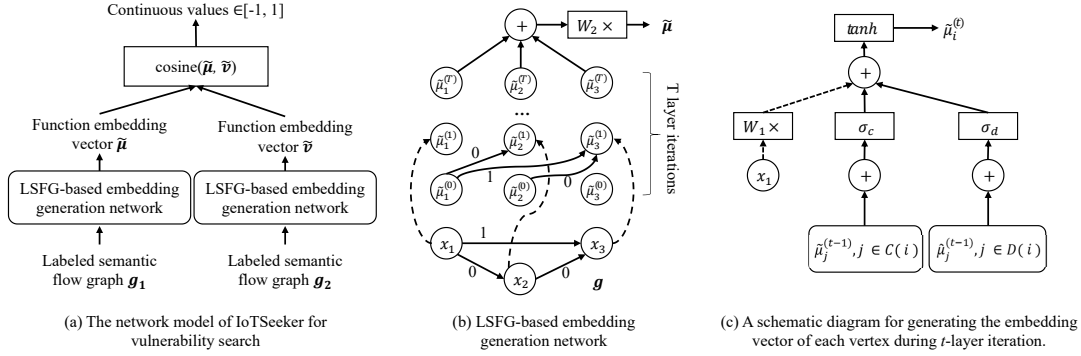 Continuous values ∈[-1, 1]
cosine(μ̃, ṽ)
Function embedding
vector μ̃
Function embedding
vector ṽ
LSFG-based embedding
generation network
LSFG-based embedding
generation network
Labeled semantic
flow graph g₁
Labeled semantic
flow graph g₂
(a) The network model of IoTSeeker for
vulnerability search
+
W₂ ×
μ̃
μ̃₁⁽ᵀ⁾
μ̃₂⁽ᵀ⁾
μ̃₃⁽ᵀ⁾
...
μ̃₁⁽¹⁾
μ̃₂⁽¹⁾
μ̃₃⁽¹⁾
0
1
0
μ̃₁⁽⁰⁾
μ̃₂⁽⁰⁾
μ̃₃⁽⁰⁾
T layer iterations
x₁
1
x₃
0
0
x₂
g
(b) LSFG-based embedding
generation network
tanh
μ̃ᵢ⁽ᵗ⁾
+
W₁ ×
σ_c
σ_d
x₁
+
+
μ̃ⱼ⁽ᵗ⁻¹⁾, j ∈ C( i )
μ̂ⱼ⁽ᵗ⁻¹⁾, j ∈ D( i )
(c) A schematic diagram for generating the embedding
vector of each vertex during t-layer iteration.